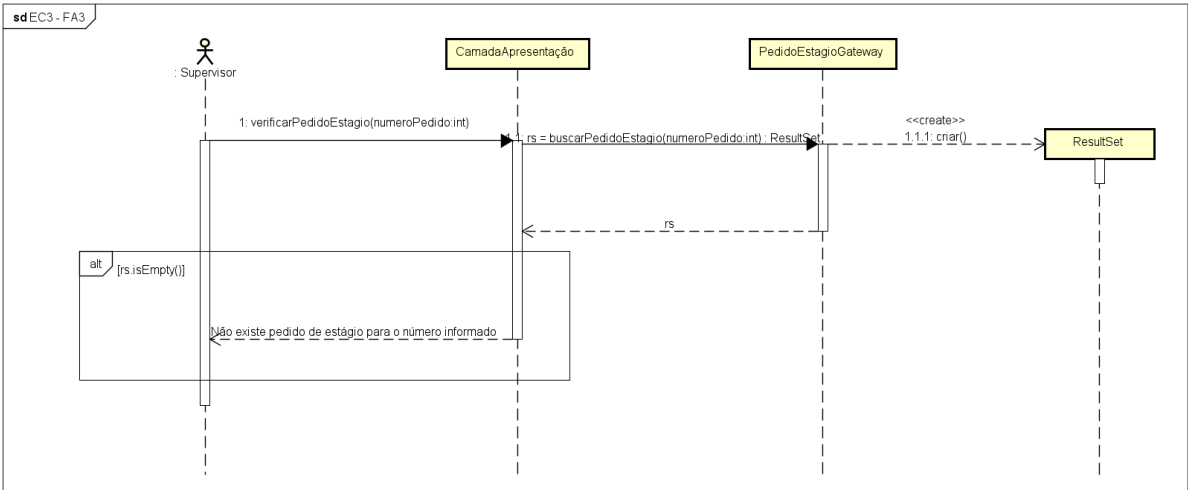 sd EC3 - FA3
: Supervisor
CamadaApresentação
PedidoEstagioGateway
1: verificarPedidoEstagio(numeroPedido:int)
1.1: rs = buscarPedidoEstagio(numeroPedido:int) : ResultSet
<<create>>
1.1.1: criar()
ResultSet
rs
alt
[rs.isEmpty()]
Não existe pedido de estágio para o número informado